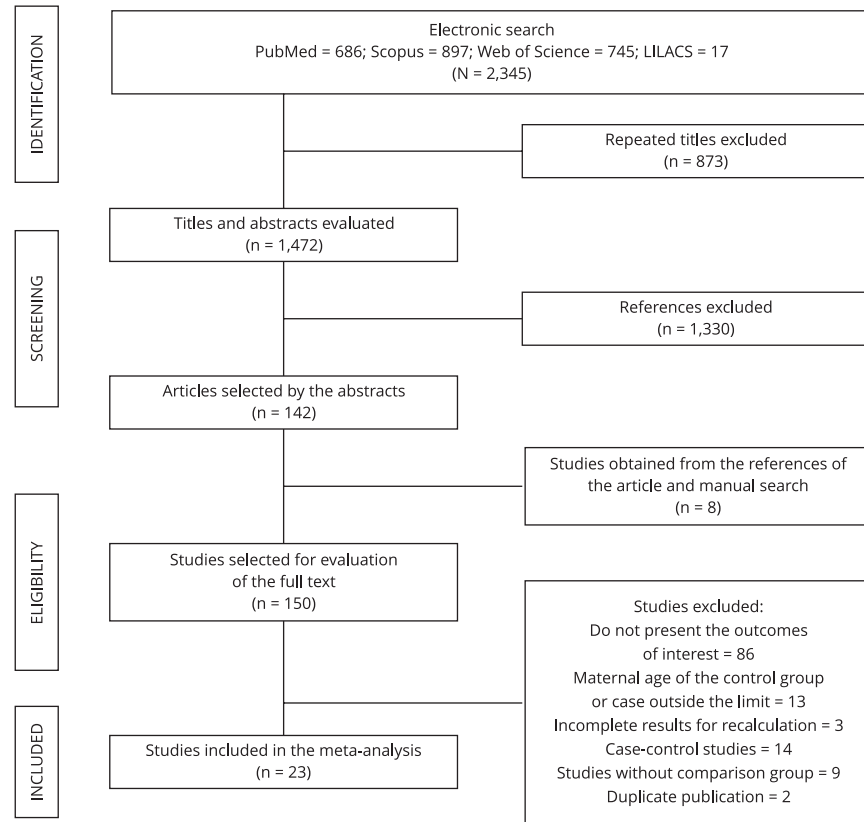 IDENTIFICATION
Electronic search
PubMed = 686; Scopus = 897; Web of Science = 745; LILACS = 17
(N = 2,345)
Repeated titles excluded
(n = 873)
SCREENING
Titles and abstracts evaluated
(n = 1,472)
References excluded
(n = 1,330)
Articles selected by the abstracts
(n = 142)
ELIGIBILITY
Studies obtained from the references of
the article and manual search
(n = 8)
Studies selected for evaluation
of the full text
(n = 150)
Studies excluded:
Do not present the outcomes
of interest = 86
Maternal age of the control group
or case outside the limit = 13
Incomplete results for recalculation = 3
Case-control studies = 14
Studies without comparison group = 9
Duplicate publication = 2
INCLUDED
Studies included in the meta-analysis
(n = 23)